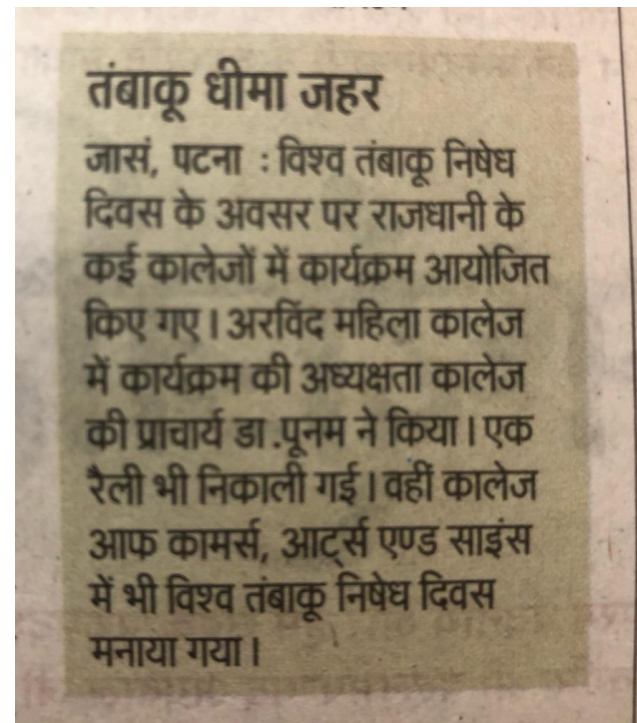 तंबाकू धीमा जहर
जासं, पटना : विश्व तंबाकू निषेध
दिवस के अवसर पर राजधानी के
कई कालेजों में कार्यक्रम आयोजित
किए गए। अरविंद महिला कालेज
में कार्यक्रम की अध्यक्षता कालेज
की प्राचार्य डा.पूनम ने किया। एक
रैली भी निकाली गई। वहीं कालेज
आफ कामर्स, आर्ट्स एण्ड साइंस
में भी विश्व तंबाकू निषेध दिवस
मनाया गया।